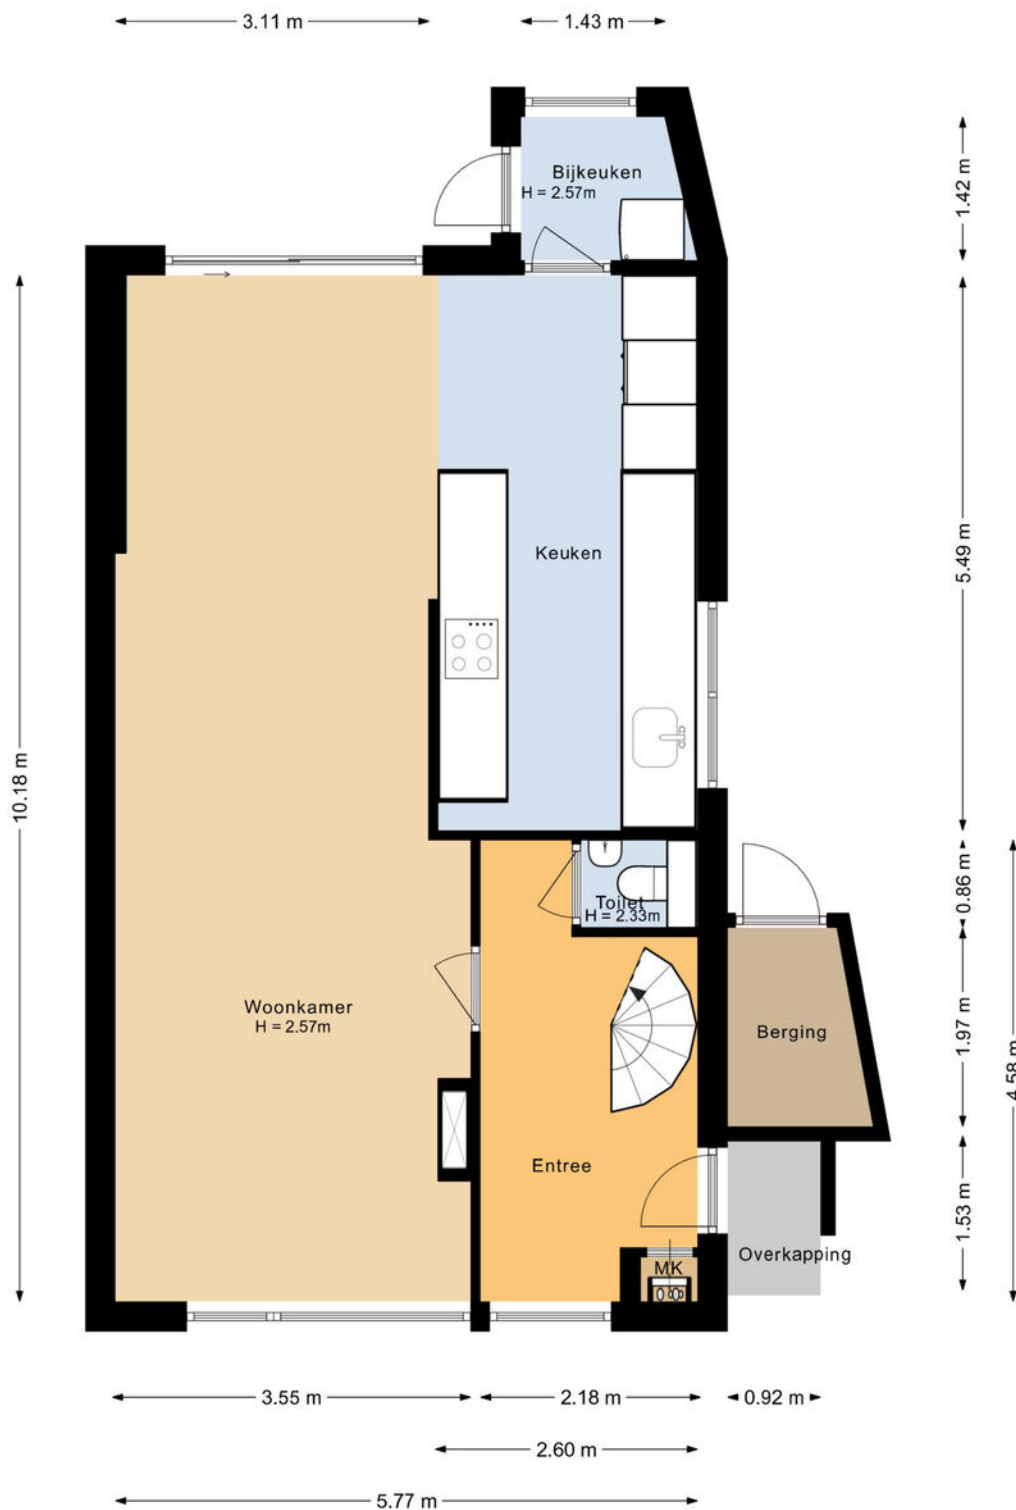 3.11 m
1.43 m
Bijkeuken
H = 2.57m
1.42 m
5.49 m
Keuken
10.18 m
0.86 m
Toilet
H = 2.33m
Woonkamer
H = 2.57m
Berging
1.97 m
4.58 m
Entree
1.53 m
Overkapping
MK
3.55 m
2.18 m
0.92 m
2.60 m
5.77 m